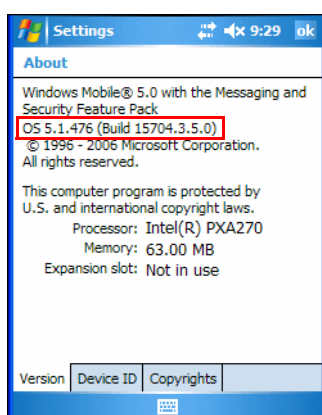 Settings 9:29 ok
About
Windows Mobile® 5.0 with the Messaging and
Security Feature Pack
OS 5.1.476 (Build 15704.3.5.0)
© 1996 - 2006 Microsoft Corporation.
All rights reserved.
This computer program is protected by
U.S. and international copyright laws.
Processor: Intel(R) PXA270
Memory: 63.00 MB
Expansion slot: Not in use
Version Device ID Copyrights